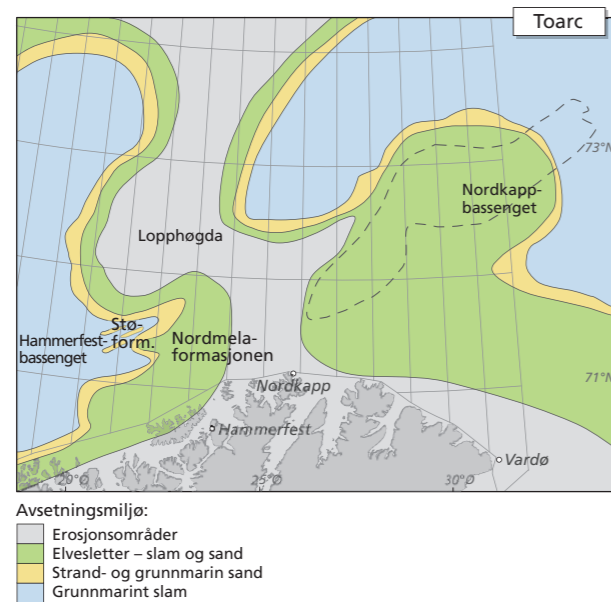 Toarc
73°N
Nordkapp-
bassenget
Lopphøgda
Stø-
form.
Hammerfest-
bassenget
Nordmela-
formasjonen
71°N
Nordkapp
Hammerfest
Vardø
20°O
25°O
30°O
Avsetningsmiljø:
Erosjonsområder
Elvesletter – slam og sand
Strand- og grunnmarin sand
Grunnmarint slam